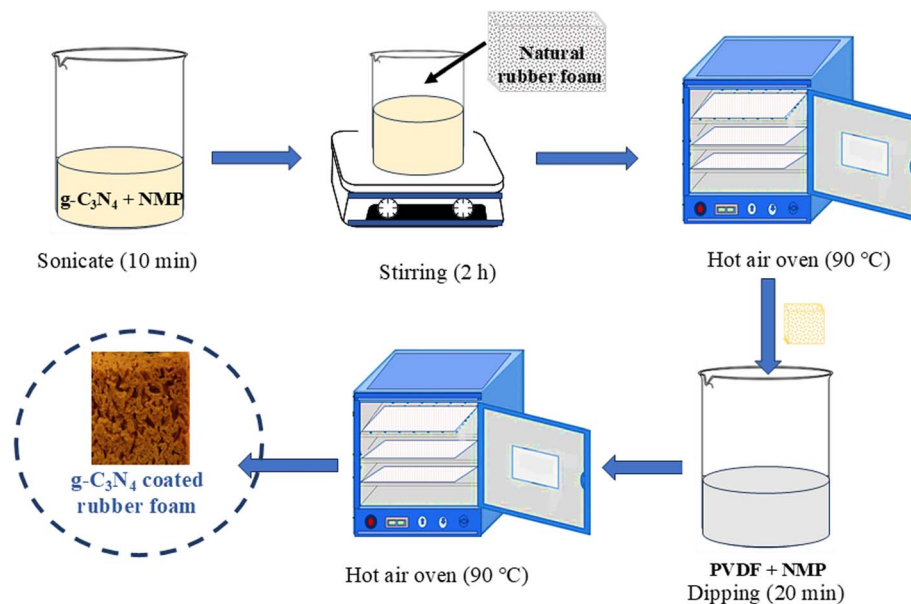 Natural
rubber foam
g-C₃N₄ + NMP
Sonicate (10 min)
Stirring (2 h)
Hot air oven (90 °C)
g-C₃N₄ coated
rubber foam
Hot air oven (90 °C)
PVDF + NMP
Dipping (20 min)